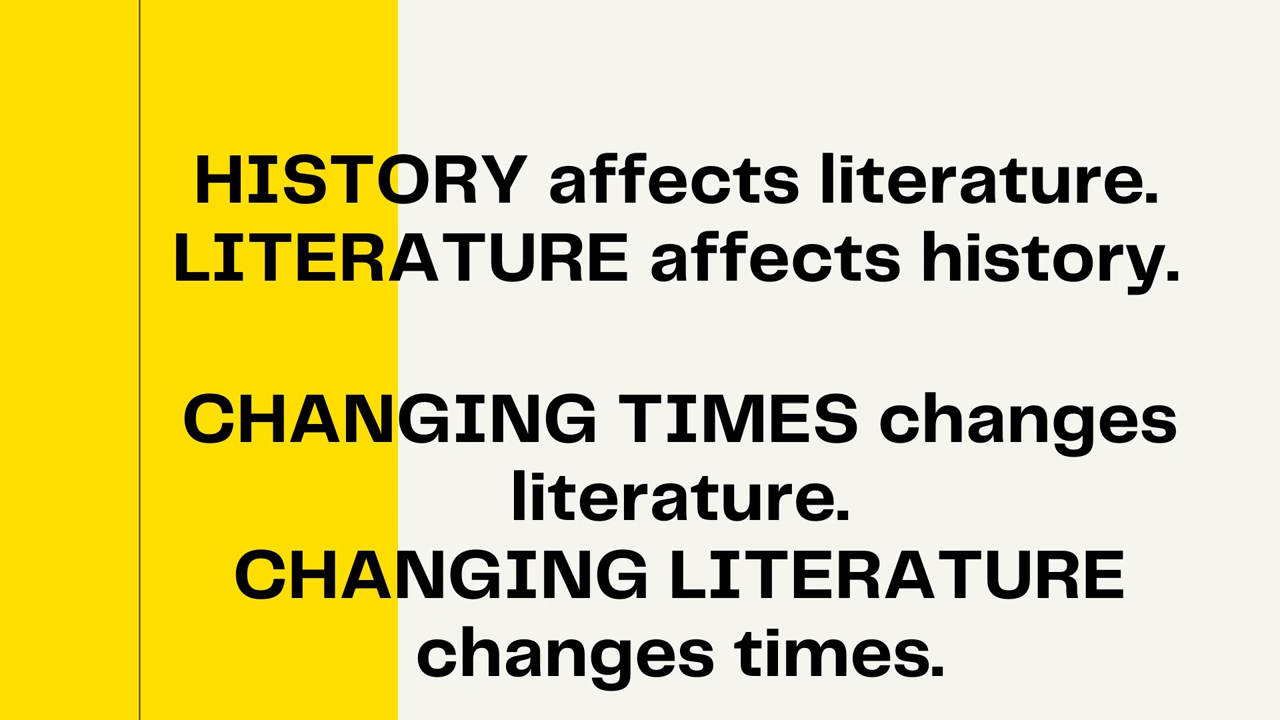 HISTORY affects literature.
LITERATURE affects history.
CHANGING TIMES changes
literature.
CHANGING LITERATURE
changes times.